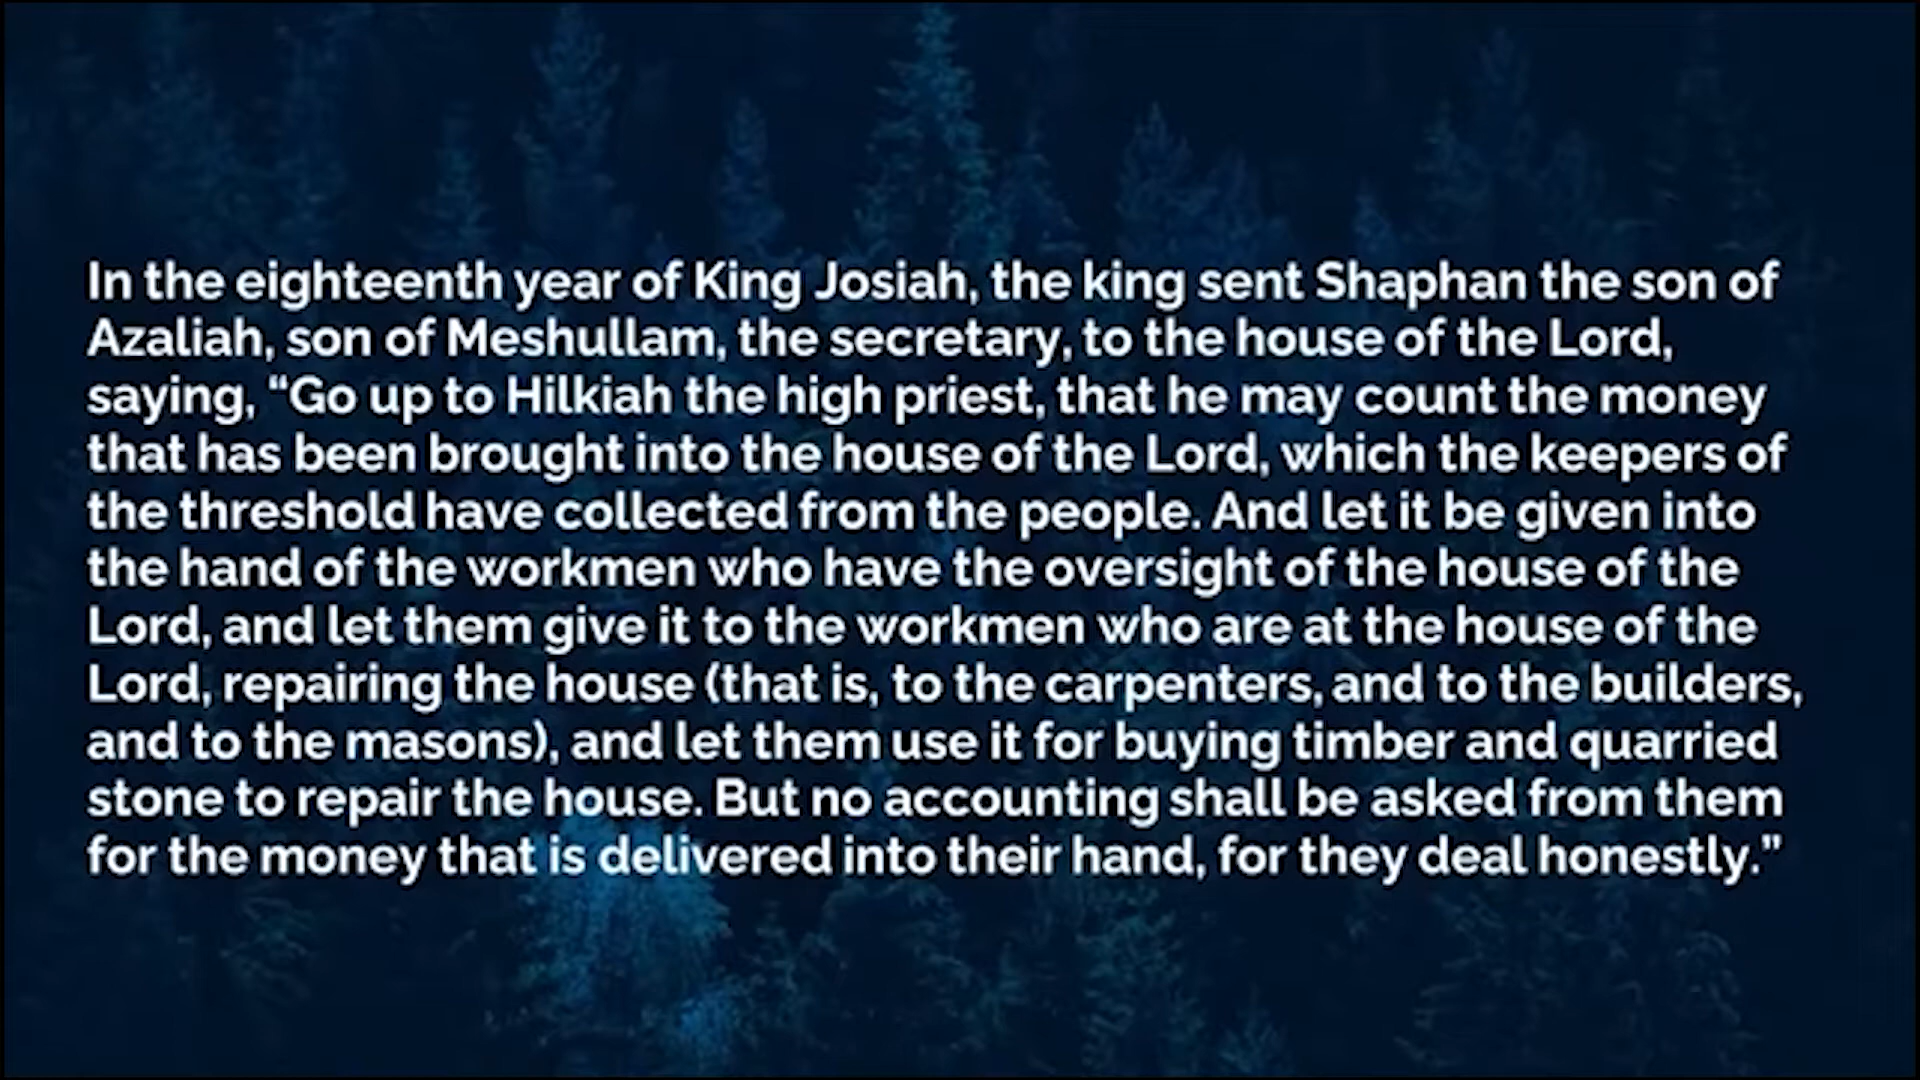 In the eighteenth year of King Josiah, the king sent Shaphan the son of
Azaliah, son of Meshullam, the secretary, to the house of the Lord,
saying, “Go up to Hilkiah the high priest, that he may count the money
that has been brought into the house of the Lord, which the keepers of
the threshold have collected from the people. And let it be given into
the hand of the workmen who have the oversight of the house of the
Lord, and let them give it to the workmen who are at the house of the
Lord, repairing the house (that is, to the carpenters, and to the builders,
and to the masons), and let them use it for buying timber and quarried
stone to repair the house. But no accounting shall be asked from them
for the money that is delivered into their hand, for they deal honestly.”